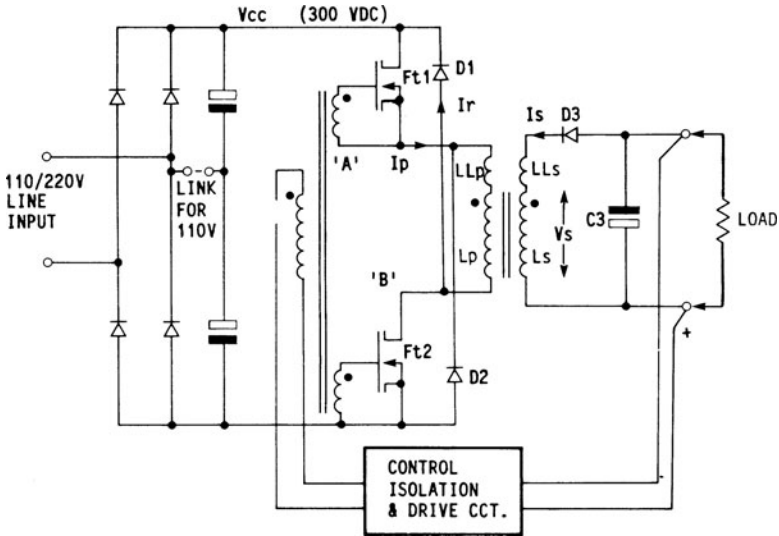 Vcc (300 VDC)
Ft1
D1
Ir
Is D3
'A'
Ip
LLp
LLs
110/220V
LINE
INPUT
LINK
FOR
110V
Vs
C3
LOAD
Lp
Ls
'B'
Ft2
D2
-
+
CONTROL
ISOLATION
& DRIVE CCT.